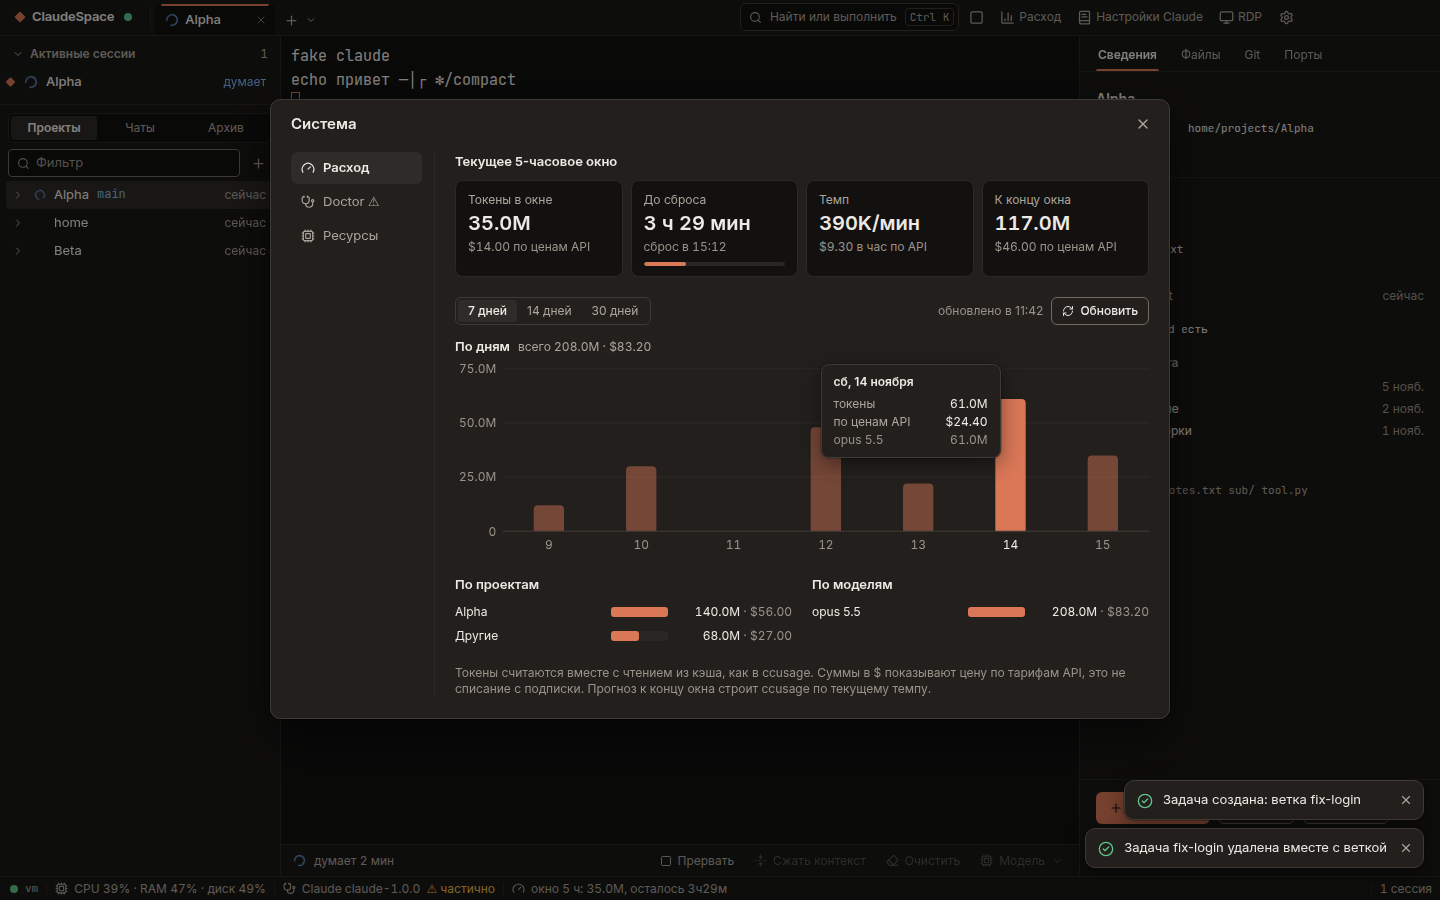 ClaudeSpace
Alpha
Найти или выполнить Ctrl K
Расход
Настройки Claude
RDP
Активные сессии 1
Alpha думает
Проекты Чаты Архив
Фильтр
Alpha main сейчас
home сейчас
Beta сейчас
fake claude
echo привет —│┌ ✻/compact
Сведения Файлы Git Порты
Alpha
home/projects/Alpha
xt
t сейчас
d есть
ra
5 нояб.
ie 2 нояб.
рки 1 нояб.
otes.txt sub/ tool.py
Система
Расход
Doctor ⚠
Ресурсы
Текущее 5-часовое окно
Токены в окне
35.0M
$14.00 по ценам API
До сброса
3 ч 29 мин
сброс в 15:12
Темп
390K/мин
$9.30 в час по API
К концу окна
117.0M
$46.00 по ценам API
7 дней 14 дней 30 дней
обновлено в 11:42 Обновить
По дням всего 208.0M · $83.20
75.0M
50.0M
25.0M
0
9 10 11 12 13 14 15
сб, 14 ноября
токены 61.0M
по ценам API $24.40
opus 5.5 61.0M
По проектам
Alpha 140.0M · $56.00
Другие 68.0M · $27.00
По моделям
opus 5.5 208.0M · $83.20
Токены считаются вместе с чтением из кэша, как в ccusage. Суммы в $ показывают цену по тарифам API, это не
списание с подписки. Прогноз к концу окна строит ccusage по текущему темпу.
Задача создана: ветка fix-login
Задача fix-login удалена вместе с веткой
думает 2 мин
Прервать Сжать контекст Очистить Модель
vm CPU 39% · RAM 47% · диск 49% Claude claude-1.0.0 ⚠ частично окно 5 ч: 35.0M, осталось 3ч29м 1 сессия